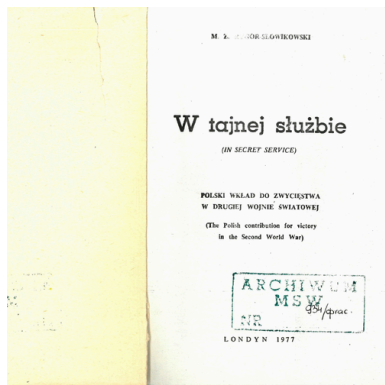 M. Z. SŁOWIKOWSKI
W tajnej służbie
(IN SECRET SERVICE)
POLSKI WKŁAD DO ZWYCIĘSTWA
W DRUGIEJ WOJNIE ŚWIATOWEJ
(The Polish contribution for victory
in the Second World War)
ARCHIWUM
MSW
NR
LONDYN 1977